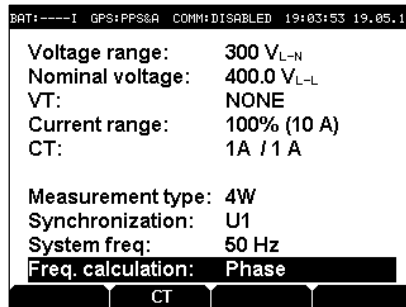 BAT:----I GPS:PPS&A COMM:DISABLED 19:03:53 19.05.1
Voltage range: 300 VL-N
Nominal voltage: 400.0 VL-L
VT: NONE
Current range: 100% (10 A)
CT: 1A / 1 A
Measurement type: 4W
Synchronization: U1
System freq: 50 Hz
Freq. calculation: Phase
CT